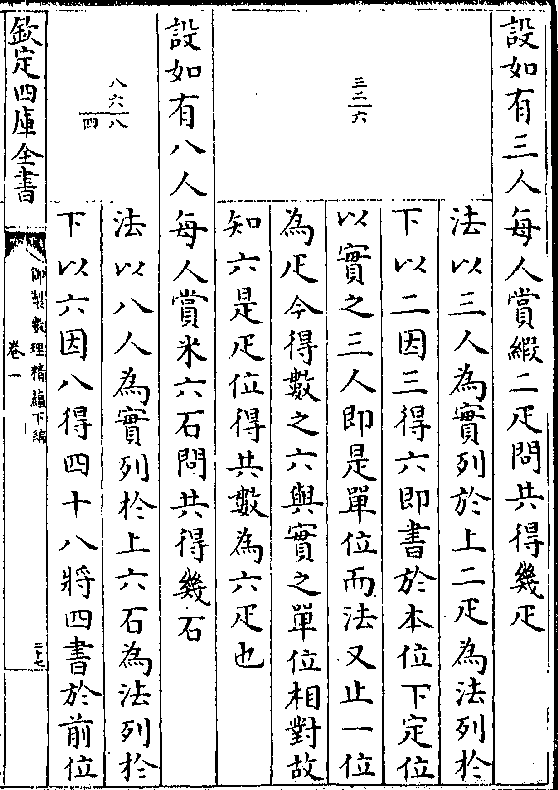 設如有三人每人賞緞二疋問共得幾疋
三二六
法以三人為實列於上二疋為法列於
下以二因三得六即書於本位下定位
以實之三人即是單位而法又止一位
為疋今得數之六與實之單位相對故
知六是疋位得共數為六疋也
設如有八人每人賞米六石問共得幾石
八六八
四
法以八人為實列於上六石為法列於
下以六因八得四十八將四書於前位
欽定四庫全書
御製數理精蘊下編
卷一
三十七